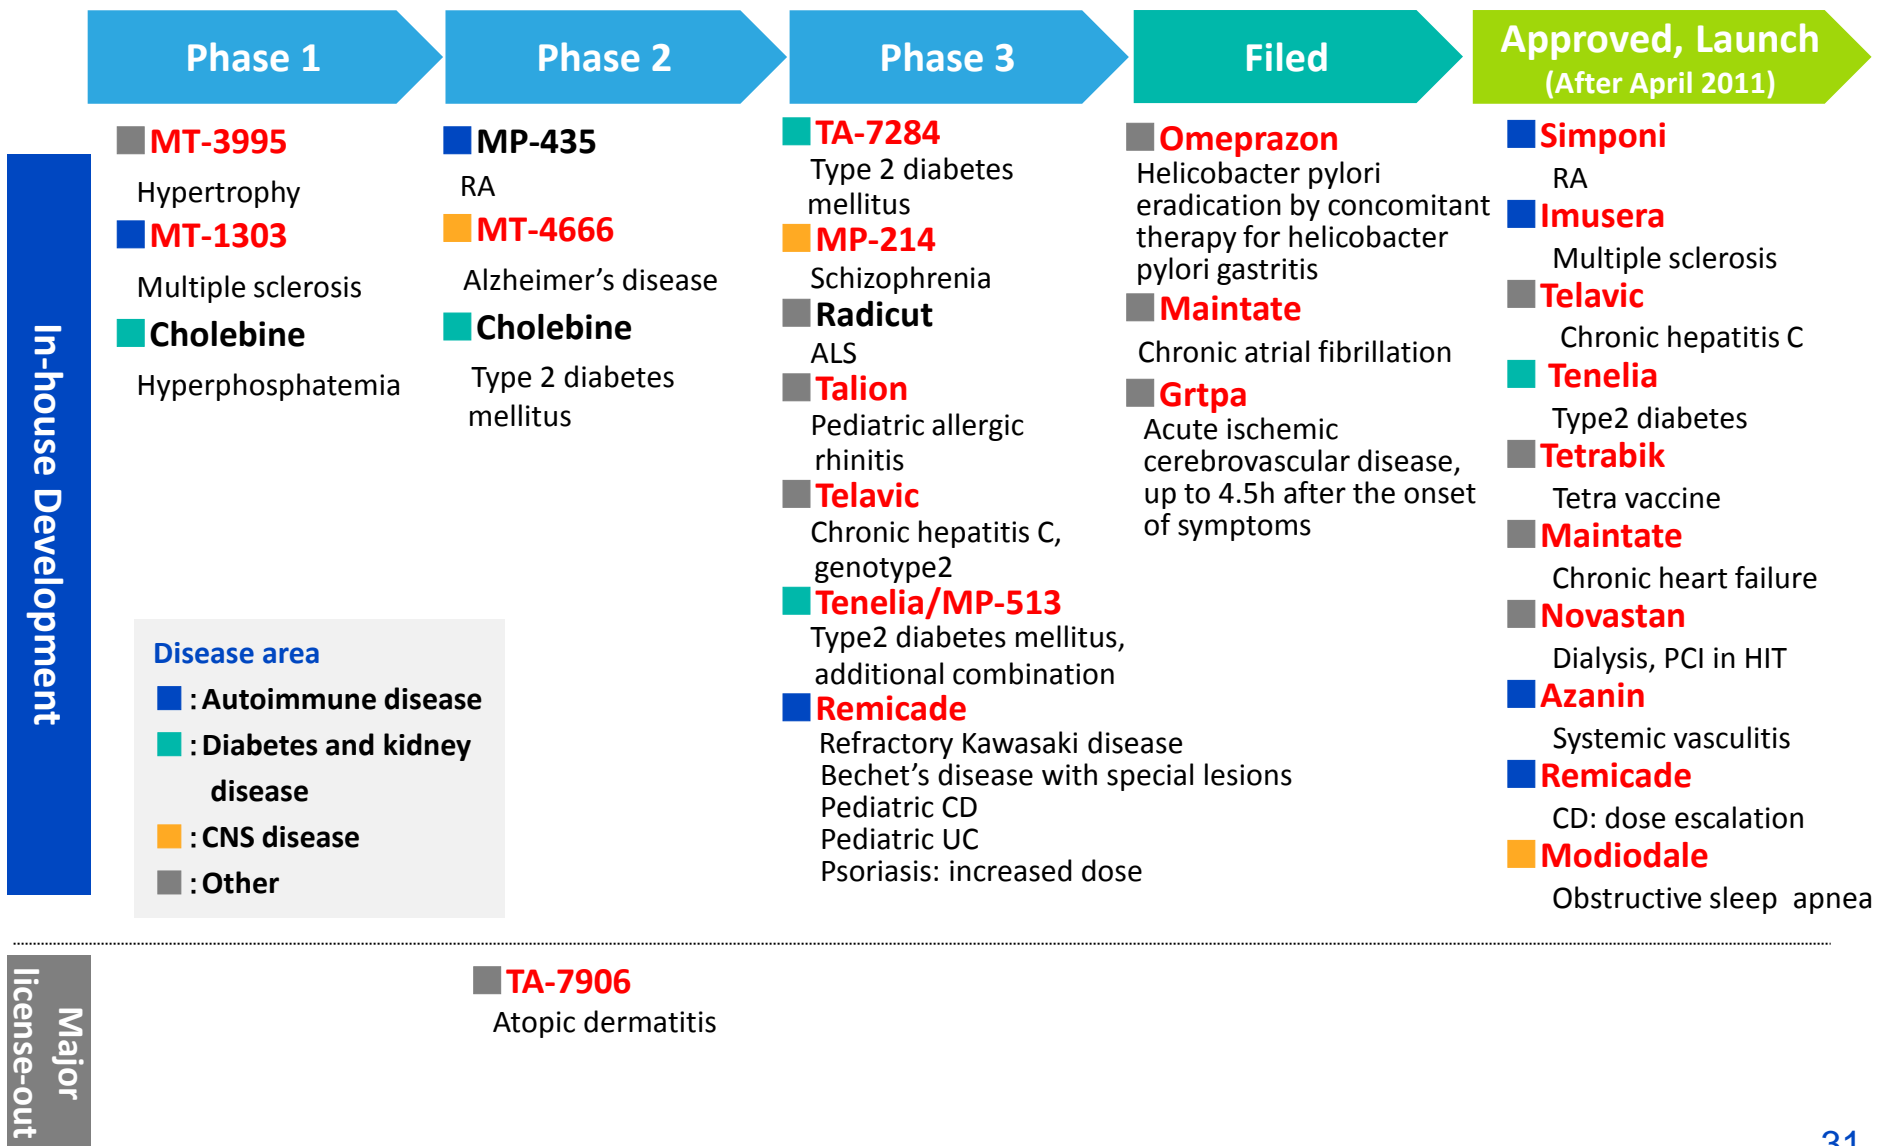 Phase 1
Phase 2
Phase 3
Filed
Approved, Launch
(After April 2011)
In-house Development
MT-3995
Hypertrophy
MT-1303
Multiple sclerosis
Cholebine
Hyperphosphatemia
MP-435
RA
MT-4666
Alzheimer’s disease
Cholebine
Type 2 diabetes
mellitus
TA-7284
Type 2 diabetes
mellitus
MP-214
Schizophrenia
Radicut
ALS
Talion
Pediatric allergic
rhinitis
Telavic
Chronic hepatitis C,
genotype2
Tenelia/MP-513
Type2 diabetes mellitus,
additional combination
Remicade
Refractory Kawasaki disease
Bechet’s disease with special lesions
Pediatric CD
Pediatric UC
Psoriasis: increased dose
Omeprazon
Helicobacter pylori
eradication by concomitant
therapy for helicobacter
pylori gastritis
Maintate
Chronic atrial fibrillation
Grtpa
Acute ischemic
cerebrovascular disease,
up to 4.5h after the onset
of symptoms
Simponi
RA
Imusera
Multiple sclerosis
Telavic
Chronic hepatitis C
Tenelia
Type2 diabetes
Tetrabik
Tetra vaccine
Maintate
Chronic heart failure
Novastan
Dialysis, PCI in HIT
Azanin
Systemic vasculitis
Remicade
CD: dose escalation
Modiodale
Obstructive sleep apnea
Disease area
: Autoimmune disease
: Diabetes and kidney
disease
: CNS disease
: Other
Major
license-out
TA-7906
Atopic dermatitis
31